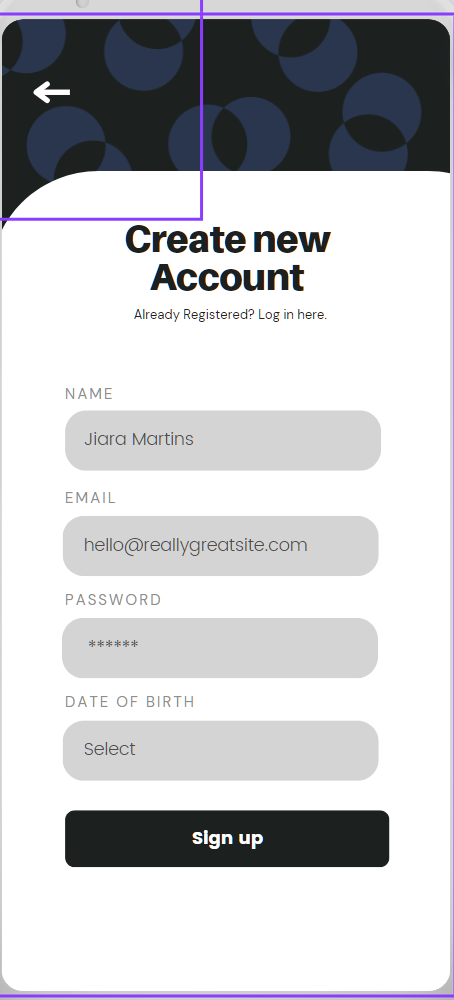 Create new
Account
Already Registered? Log in here.
NAME
Jiara Martins
EMAIL
hello@reallygreatsite.com
PASSWORD
******
DATE OF BIRTH
Select
Sign up